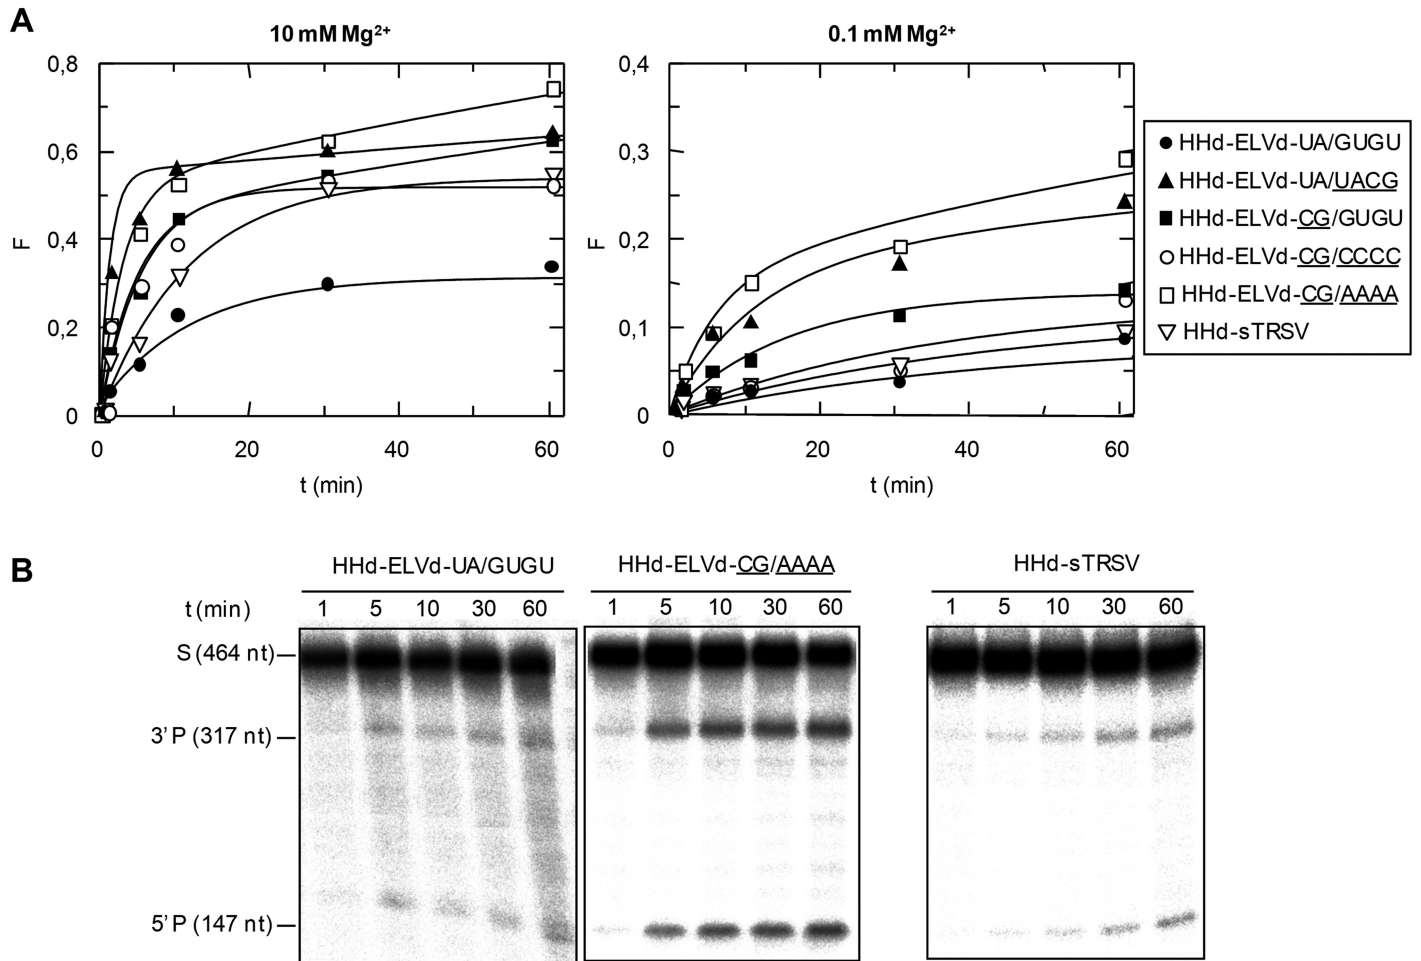 A
10 mM Mg²⁺
0.1 mM Mg²⁺
0,8
0,6
0,4
0,2
0
F
0 20 40 60
t (min)
0,4
0,3
0,2
0,1
0
F
0 20 40 60
t (min)
HHd-ELVd-UA/GUGU
HHd-ELVd-UA/UACG
HHd-ELVd-CG/GUGU
HHd-ELVd-CG/CCCC
HHd-ELVd-CG/AAAA
HHd-sTRSV
B
HHd-ELVd-UA/GUGU
HHd-ELVd-CG/AAAA
HHd-sTRSV
t (min) 1 5 10 30 60 1 5 10 30 60 1 5 10 30 60
S (464 nt)
3' P (317 nt)
5' P (147 nt)